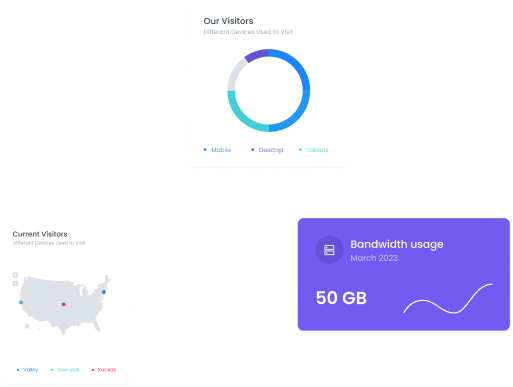 Our Visitors
Different Devices Used to Visit
Mobile
Desktop
Tablets
Current Visitors
Different Devices Used to Visit
Valley
New york
Kansas
Bandwidth usage
March 2023
50 GB